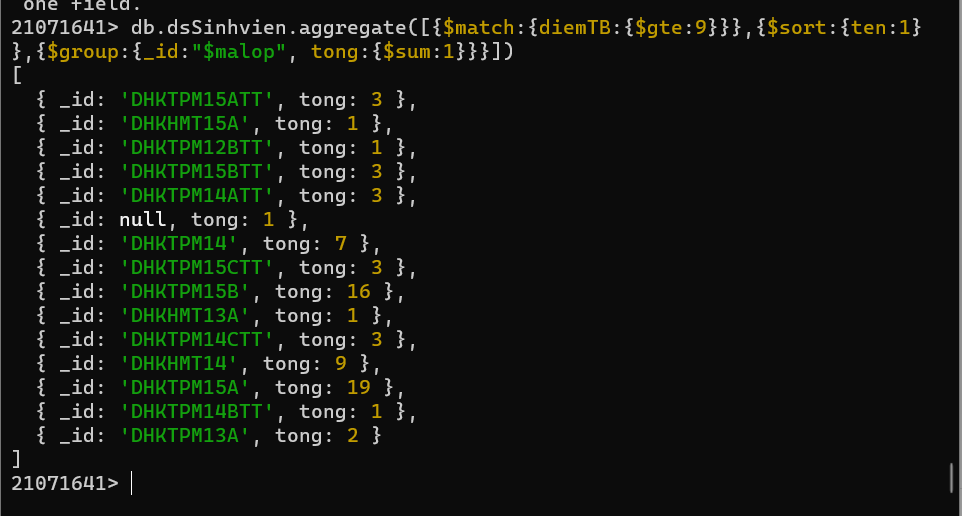 one field.
21071641> db.dsSinhvien.aggregate([{$match:{diemTB:{$gte:9}}},{$sort:{ten:1}
},{$group:{_id:"$malop", tong:{$sum:1}}}])
[
  { _id: 'DHKTPM15ATT', tong: 3 },
  { _id: 'DHKHMT15A', tong: 1 },
  { _id: 'DHKTPM12BTT', tong: 1 },
  { _id: 'DHKTPM15BTT', tong: 3 },
  { _id: 'DHKTPM14ATT', tong: 3 },
  { _id: null, tong: 1 },
  { _id: 'DHKTPM14', tong: 7 },
  { _id: 'DHKTPM15CTT', tong: 3 },
  { _id: 'DHKTPM15B', tong: 16 },
  { _id: 'DHKHMT13A', tong: 1 },
  { _id: 'DHKTPM14CTT', tong: 3 },
  { _id: 'DHKHMT14', tong: 9 },
  { _id: 'DHKTPM15A', tong: 19 },
  { _id: 'DHKTPM14BTT', tong: 1 },
  { _id: 'DHKTPM13A', tong: 2 }
]
21071641>